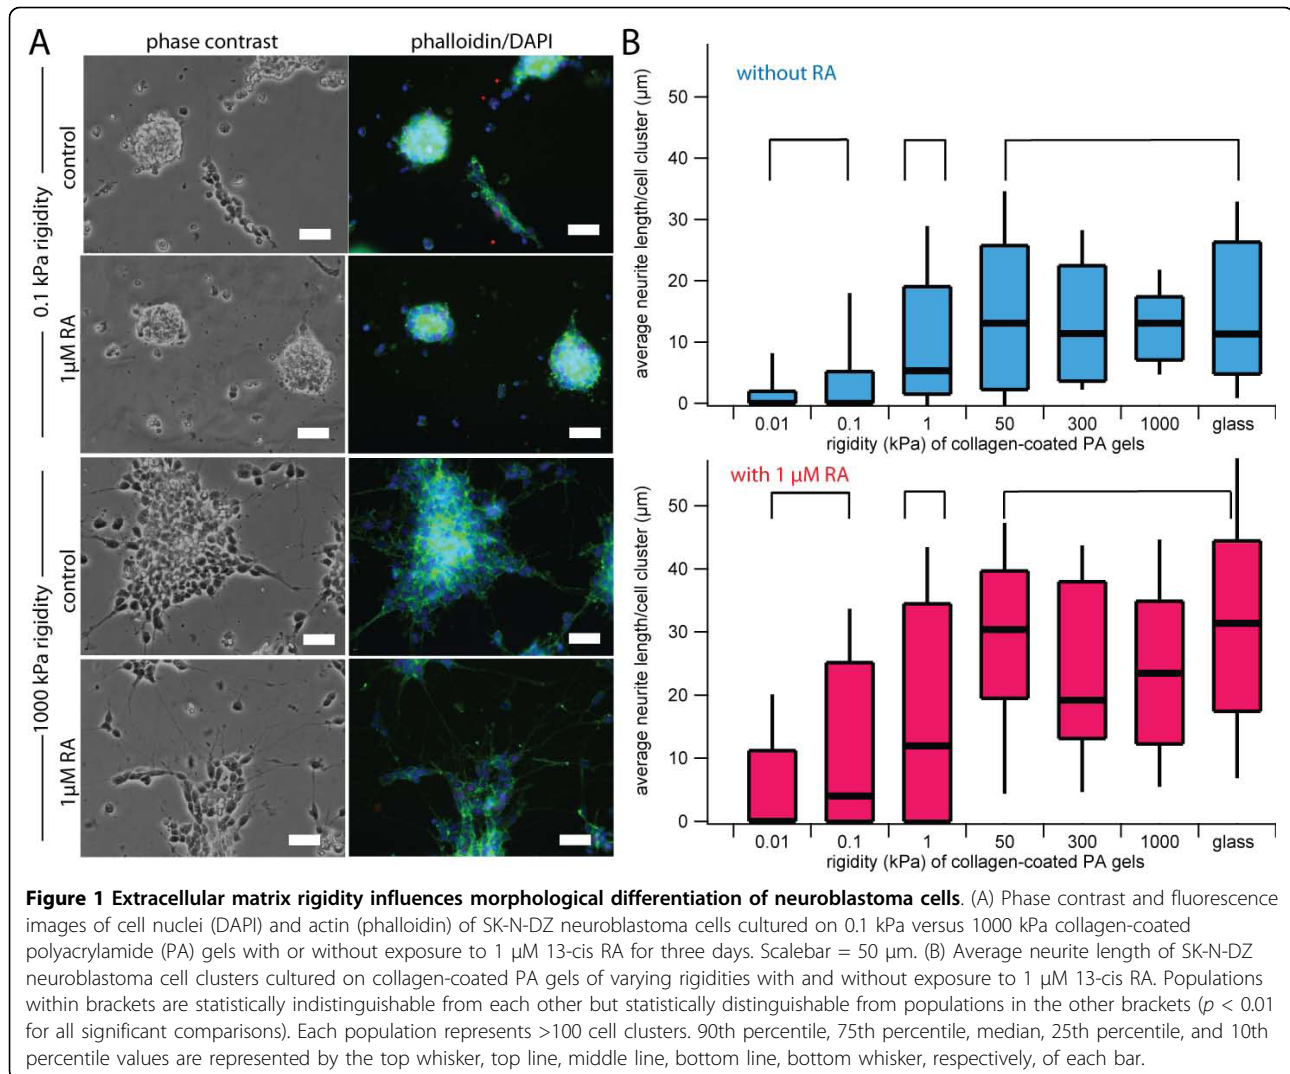 A
phase contrast
phalloidin/DAPI
0.1 kPa rigidity
control
1µM RA
1000 kPa rigidity
control
1µM RA
B
without RA
average neurite length/cell cluster (µm)
50
40
30
20
10
0
0.01 0.1 1 50 300 1000 glass
rigidity (kPa) of collagen-coated PA gels
with 1 µM RA
average neurite length/cell cluster (µm)
50
40
30
20
10
0
0.01 0.1 1 50 300 1000 glass
rigidity (kPa) of collagen-coated PA gels
Figure 1 Extracellular matrix rigidity influences morphological differentiation of neuroblastoma cells. (A) Phase contrast and fluorescence
images of cell nuclei (DAPI) and actin (phalloidin) of SK-N-DZ neuroblastoma cells cultured on 0.1 kPa versus 1000 kPa collagen-coated
polyacrylamide (PA) gels with or without exposure to 1 µM 13-cis RA for three days. Scalebar = 50 µm. (B) Average neurite length of SK-N-DZ
neuroblastoma cell clusters cultured on collagen-coated PA gels of varying rigidities with and without exposure to 1 µM 13-cis RA. Populations
within brackets are statistically indistinguishable from each other but statistically distinguishable from populations in the other brackets (p < 0.01
for all significant comparisons). Each population represents >100 cell clusters. 90th percentile, 75th percentile, median, 25th percentile, and 10th
percentile values are represented by the top whisker, top line, middle line, bottom line, bottom whisker, respectively, of each bar.